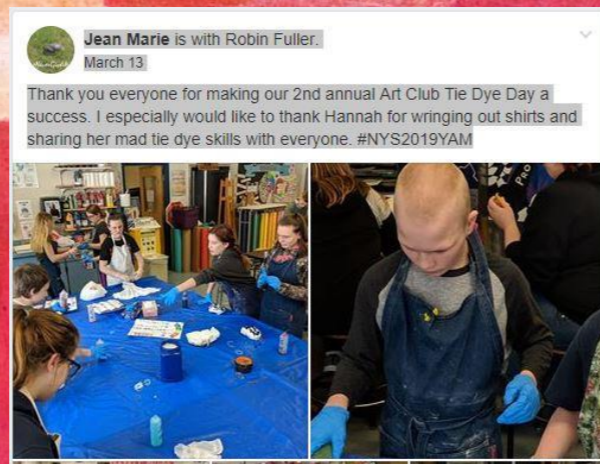 Jean Marie is with Robin Fuller.
March 13
Thank you everyone for making our 2nd annual Art Club Tie Dye Day a
success. I especially would like to thank Hannah for wringing out shirts and
sharing her mad tie dye skills with everyone. #NYS2019YAM